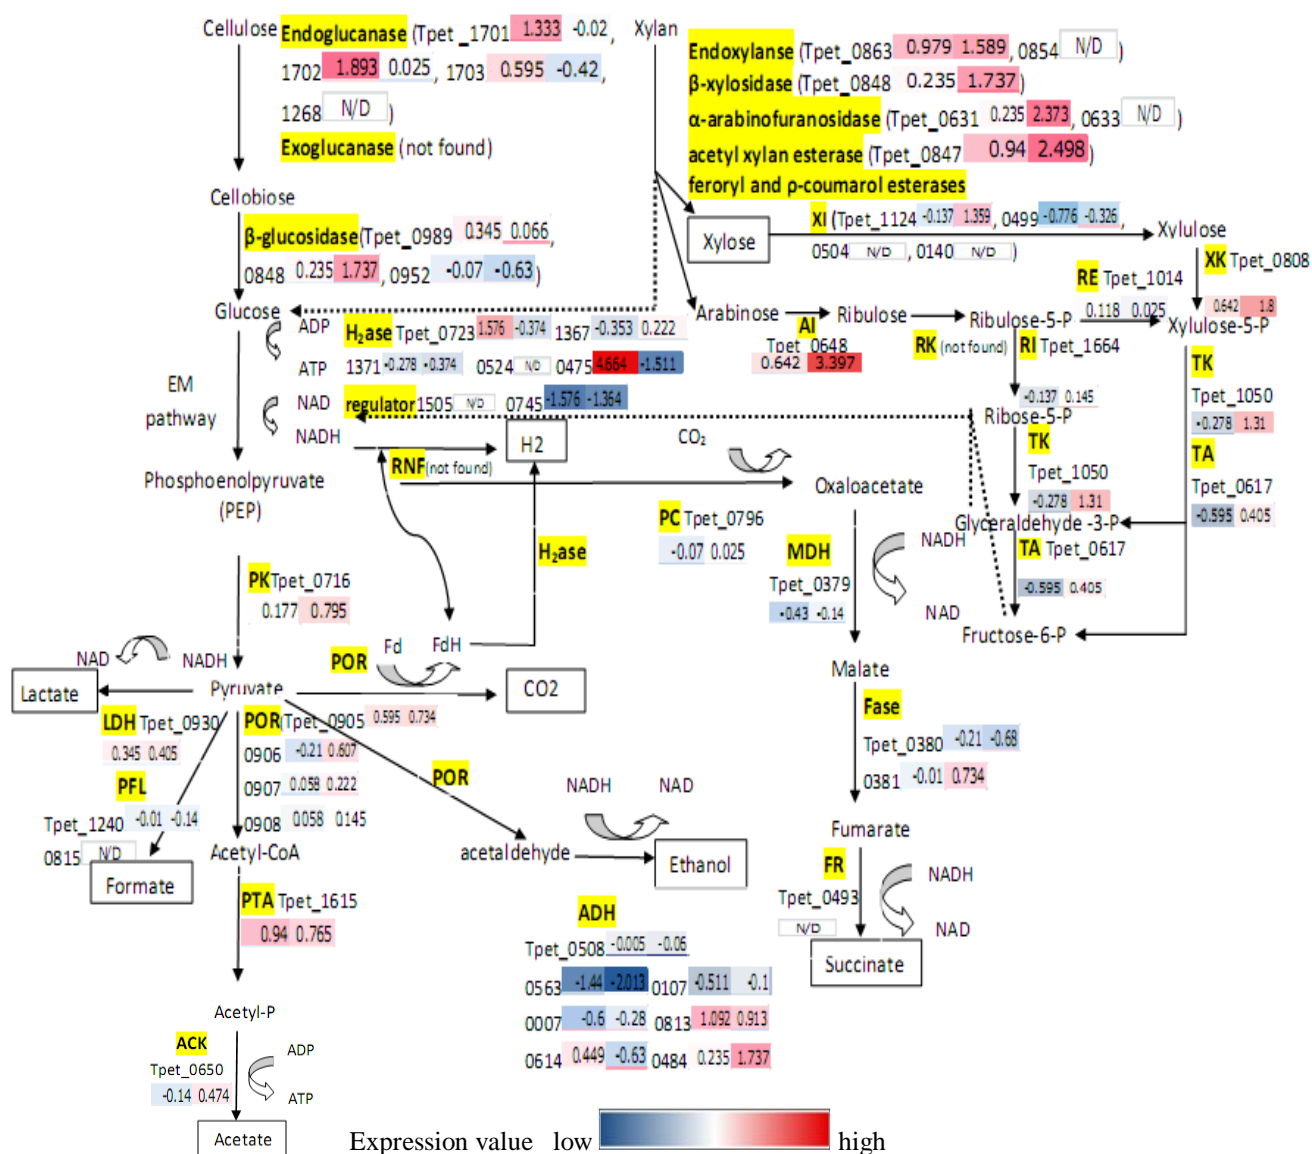 Cellulose Endoglucanase (Tpet _1701 1.333 -0.02,
1702 1.893 0.025, 1703 0.595 -0.42,
1268 N/D )
Exoglucanase (not found)
Cellobiose
β-glucosidase(Tpet_0989 0.345 0.066,
0848 0.235 1.737, 0952 -0.07 -0.63)
Glucose
Xylan
Endoxylanse (Tpet_0863 0.979 1.589, 0854 N/D )
β-xylosidase (Tpet_0848 0.235 1.737)
α-arabinofuranosidase (Tpet_0631 0.235 2.373, 0633 N/D )
acetyl xylan esterase (Tpet_0847 0.94 2.498)
feroryl and ρ-coumarol esterases
Xylose
XI (Tpet_1124 -0.137 1.359, 0499 -0.776 -0.326,
0504 N/D , 0140 N/D )
Xylulose
XK Tpet_0808
0.642 1.8
RE Tpet_1014
0.118 0.025
Arabinose
AI
Tpet_0648
0.642 3.397
Ribulose
RK (not found)
Ribulose-5-P
Xylulose-5-P
RI Tpet_1664
-0.137 0.145
Ribose-5-P
TK
Tpet_1050
-0.278 1.31
TK
Tpet_1050
-0.278 1.31
TA
Tpet_0617
-0.595 0.405
Glyceraldehyde -3-P
TA Tpet_0617
-0.595 0.405
Fructose-6-P
ADP
ATP
H₂ase Tpet_0723 1.576 -0.374 1367 -0.353 0.222
1371 -0.278 -0.374 0524 N/D 0475 4.664 -1.511
EM
pathway
NAD
NADH
regulator 1505 N/D 0745 -1.576 -1.364
H2
RNF (not found)
CO₂
Phosphoenolpyruvate
(PEP)
Oxaloacetate
PC Tpet_0796
-0.07 0.025
H₂ase
MDH
Tpet_0379
-0.43 -0.14
NADH
NAD
PK Tpet_0716
0.177 0.795
Fd
FdH
POR
NAD
NADH
Lactate
Pyruvate
CO2
Malate
LDH Tpet_0930
0.345 0.405
POR(Tpet_0905 0.595 0.734
0906 -0.21 0.607
0907 0.058 0.222
0908 0.058 0.145
PFL
Tpet_1240 -0.01 -0.14
0815 N/D
Formate
POR
Fase
Tpet_0380 -0.21 -0.68
0381 -0.01 0.734
NADH
NAD
Acetyl-CoA
acetaldehyde
Ethanol
Fumarate
FR
Tpet_0493
N/D
NADH
NAD
Succinate
PTA Tpet_1615
0.94 0.765
ADH
Tpet_0508 -0.005 -0.06
0563 -1.44 -2.013 0107 -0.511 -0.1
0007 -0.6 -0.28 0813 1.092 0.913
0614 0.449 -0.63 0484 0.235 1.737
Acetyl-P
ACK
Tpet_0650
-0.14 0.474
ADP
ATP
Acetate
Expression value low high